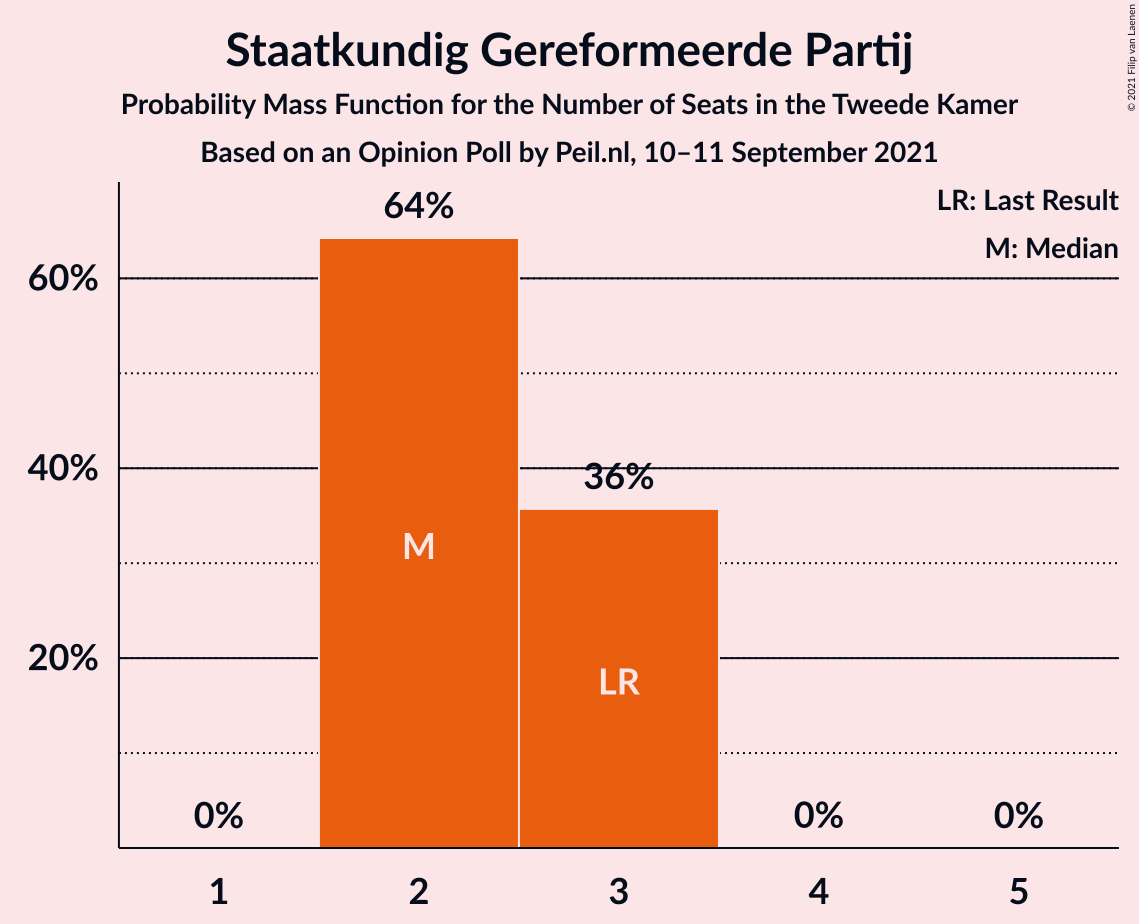 Staatkundig Gereformeerde Partij
Probability Mass Function for the Number of Seats in the Tweede Kamer
Based on an Opinion Poll by Peil.nl, 10–11 September 2021
© 2021 Filip van Laenen
LR: Last Result
M: Median
64%
60%
40%
36%
M
20%
LR
0%
0%
0%
1
2
3
4
5